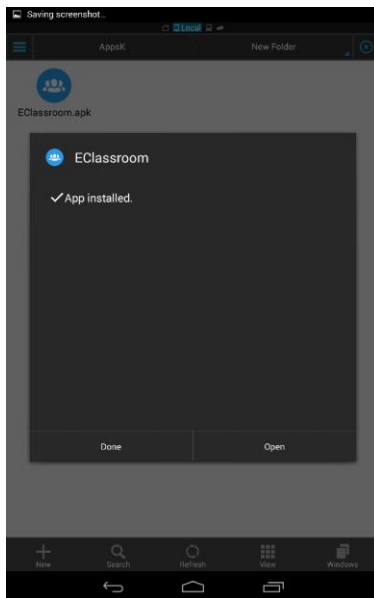 Saving screenshot...
Local
AppsK
New Folder
EClassroom.apk
EClassroom
App installed.
Done
Open
New
Search
Refresh
View
Windows